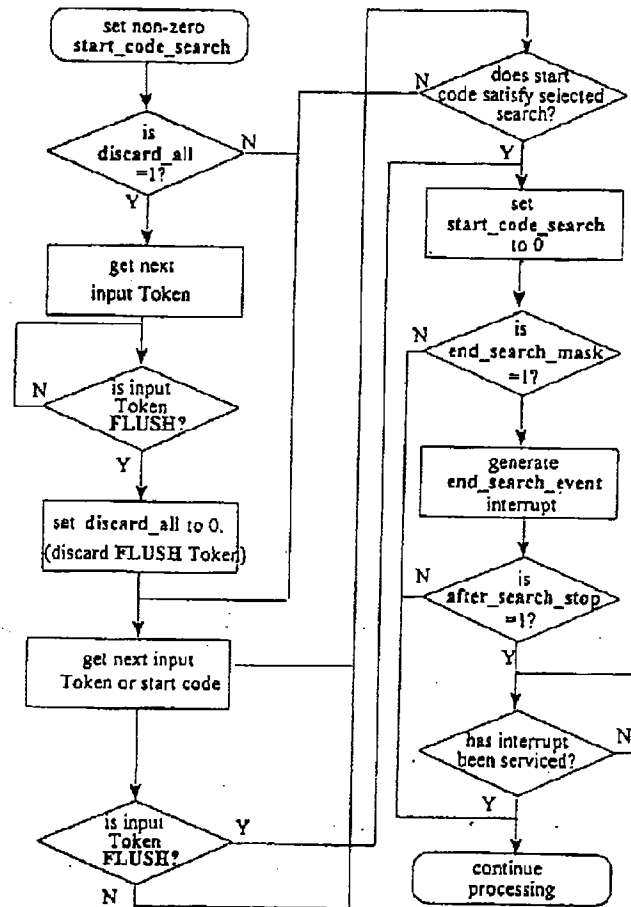 set non-zero
start_code_search
is
discard_all
=1?
N
Y
get next
input Token
is input
Token
FLUSH?
N
Y
set discard_all to 0.
(discard FLUSH Token)
get next input
Token or start code
is input
Token
FLUSH?
Y
N
does start
code satisfy selected
search?
N
Y
set
start_code_search
to 0
is
end_search_mask
=1?
N
Y
generate
end_search_event
interrupt
is
after_search_stop
=1?
N
Y
has interrupt
been serviced?
N
Y
continue
processing